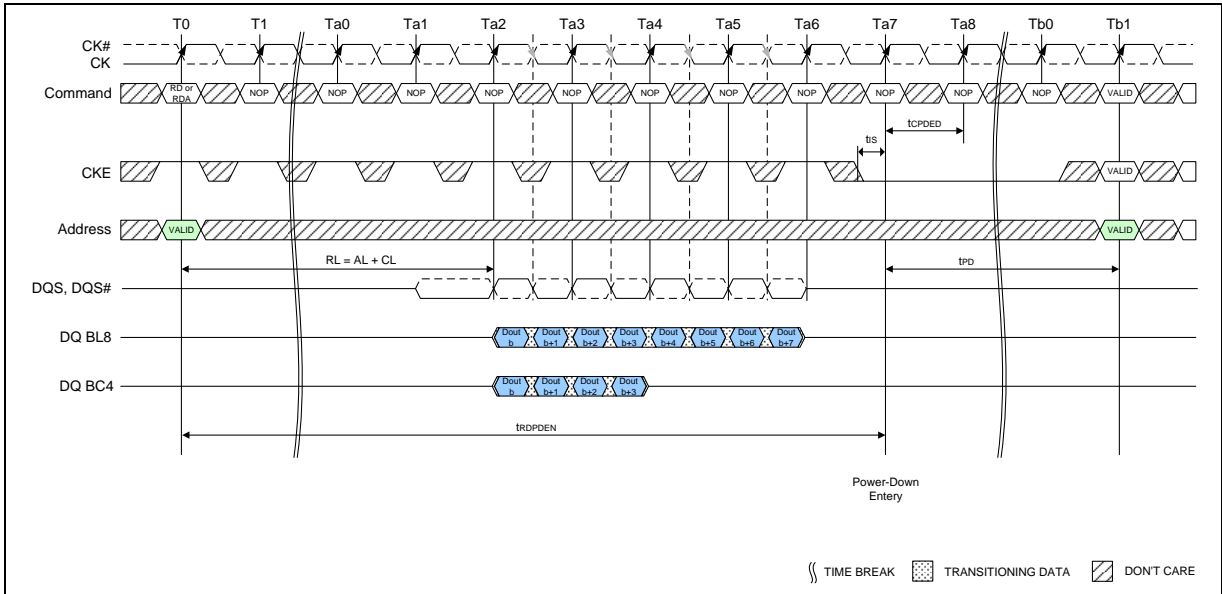 T0 T1 Ta0 Ta1 Ta2 Ta3 Ta4 Ta5 Ta6 Ta7 Ta8 Tb0 Tb1
CK#
CK
Command
RD or
RDA
NOP NOP NOP NOP NOP NOP NOP NOP NOP NOP NOP VALID
tCPDED
tIS
CKE
VALID
Address
VALID
VALID
RL = AL + CL
tPD
DQS, DQS#
DQ BL8
Dout Dout Dout Dout Dout Dout Dout Dout
b b+1 b+2 b+3 b+4 b+5 b+6 b+7
DQ BC4
Dout Dout Dout Dout
b b+1 b+2 b+3
tRDPDEN
Power-Down
Entery
TIME BREAK TRANSITIONING DATA DON'T CARE